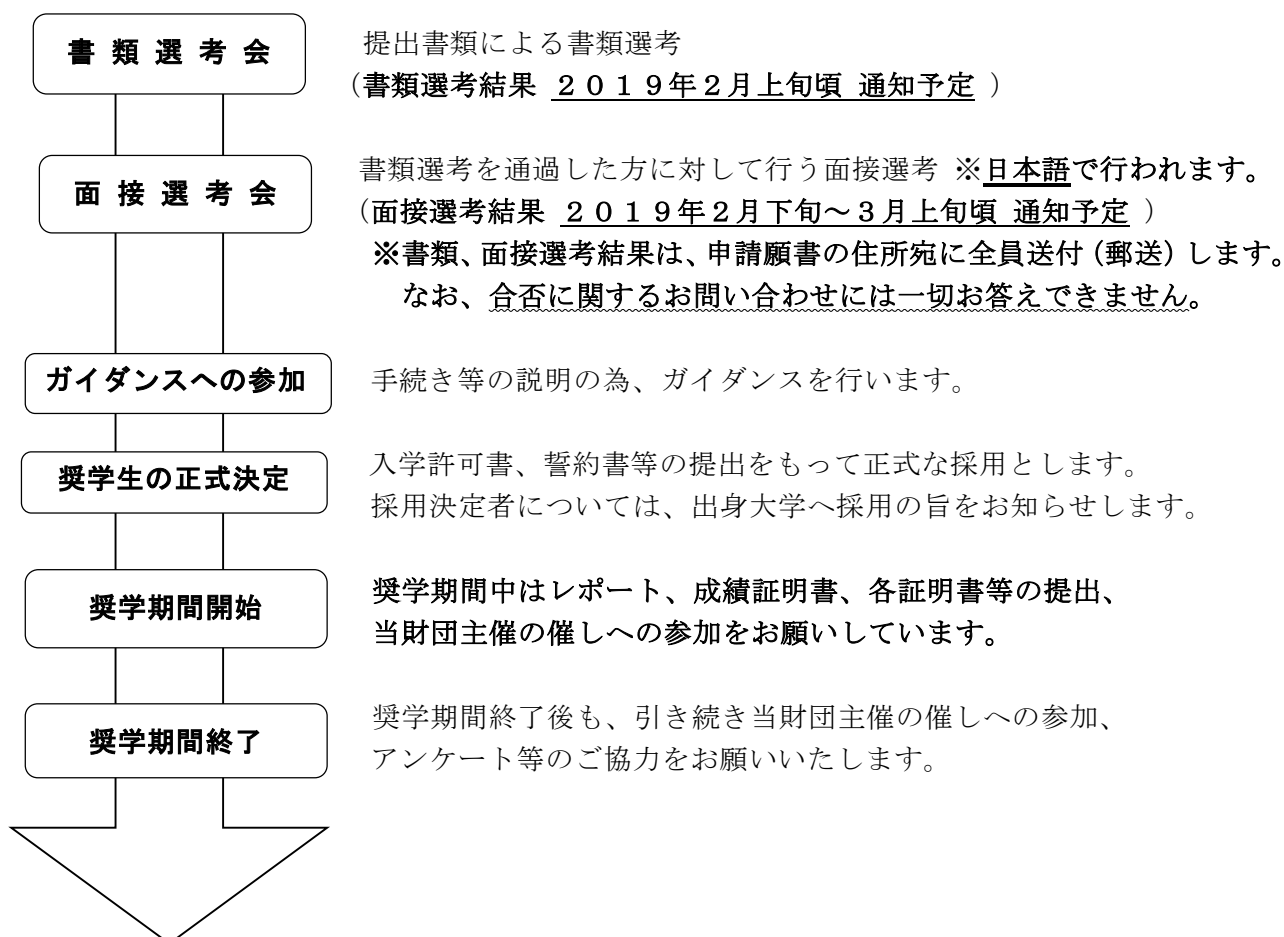 書類選考会
提出書類による書類選考
(書類選考結果 2019年2月上旬頃 通知予定 )
面接選考会
書類選考を通過した方に対して行う面接選考 ※日本語で行われます。
(面接選考結果 2019年2月下旬~3月上旬頃 通知予定 )
※書類、面接選考結果は、申請願書の住所宛に全員送付(郵送)します。
なお、合否に関するお問い合わせには一切お答えできません。
ガイダンスへの参加
手続き等の説明の為、ガイダンスを行います。
奨学生の正式決定
入学許可書、誓約書等の提出をもって正式な採用とします。
採用決定者については、出身大学へ採用の旨をお知らせします。
奨学期間開始
奨学期間中はレポート、成績証明書、各証明書等の提出、
当財団主催の催しへの参加をお願いしています。
奨学期間終了
奨学期間終了後も、引き続き当財団主催の催しへの参加、
アンケート等のご協力をお願いいたします。